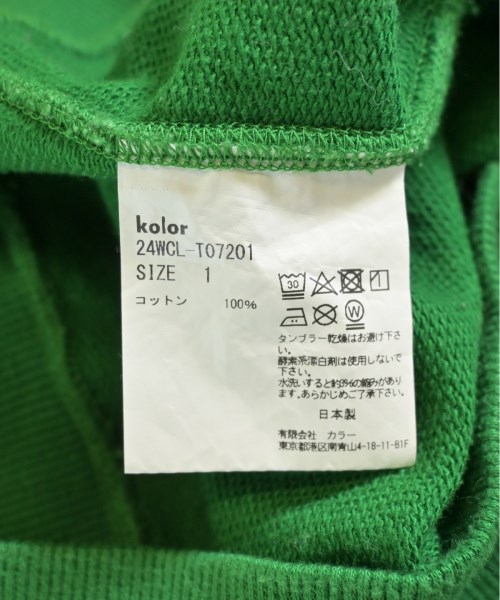 kolor
24WCL-T07201
SIZE 1
コットン 100%
30
W
タンブラー乾燥はお避け下さ
い。
酵素系漂白剤は使用しないで
下さい。
水洗いすると約3%の縮みがあり
ます。あらかじめご了承下さい。
日本製
有限会社 カラー
東京都港区南青山4-18-11-B1F